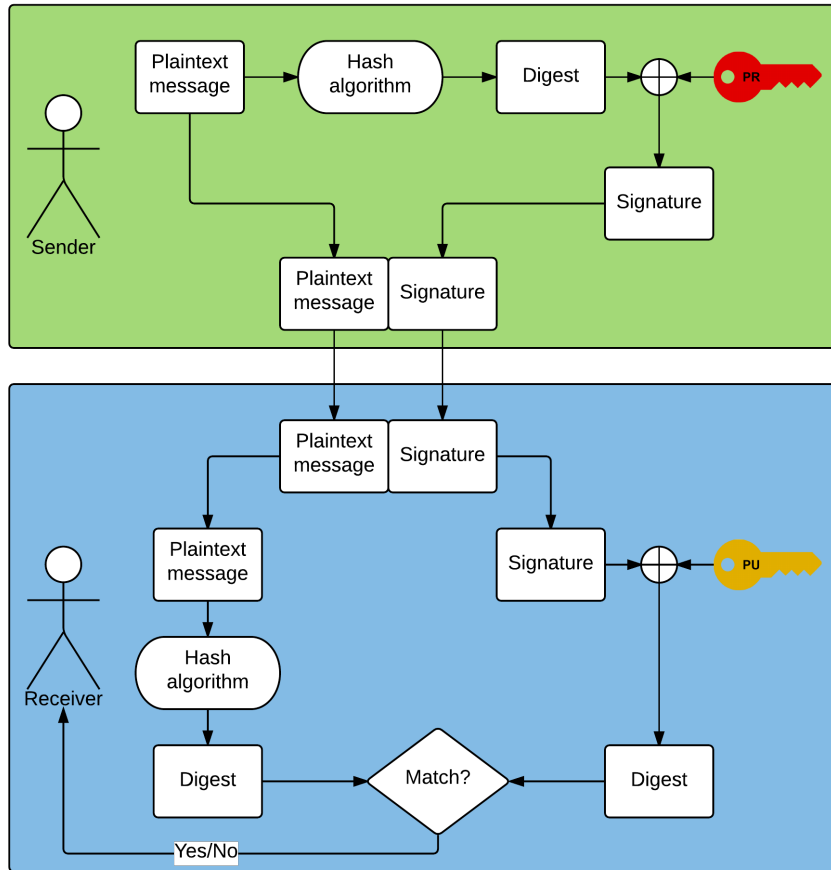 Plaintext
message
Hash
algorithm
Digest
PR
Signature
Sender
Plaintext
message
Signature
Plaintext
message
Signature
Plaintext
message
Signature
PU
Hash
algorithm
Receiver
Digest
Match?
Digest
Yes/No